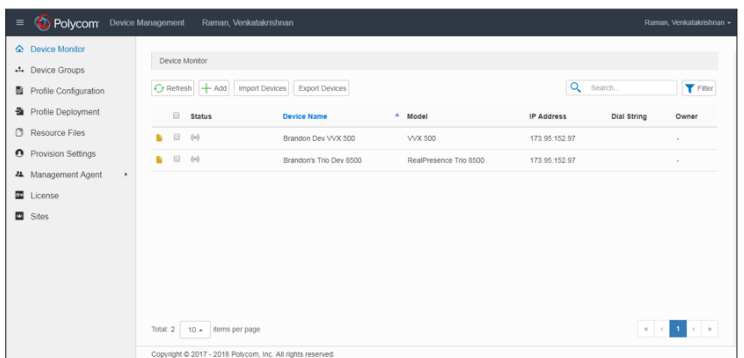 Polycom Device Management Raman, Venkatakrishnan Raman, Venkatakrishnan
Device Monitor
Device Groups
Profile Configuration
Profile Deployment
Resource Files
Provision Settings
Management Agent
License
Sites
Device Monitor
Refresh Add Import Devices Export Devices Search... Filter
Status Device Name Model IP Address Dial String Owner
Brandon Dev VVX 500 VVX 500 173.95.152.97 -
Brandon's Trio Dev 8500 RealPresence Trio 8500 173.95.152.97 -
Total: 2 10 items per page 1
Copyright © 2017 - 2018 Polycom, Inc. All rights reserved.